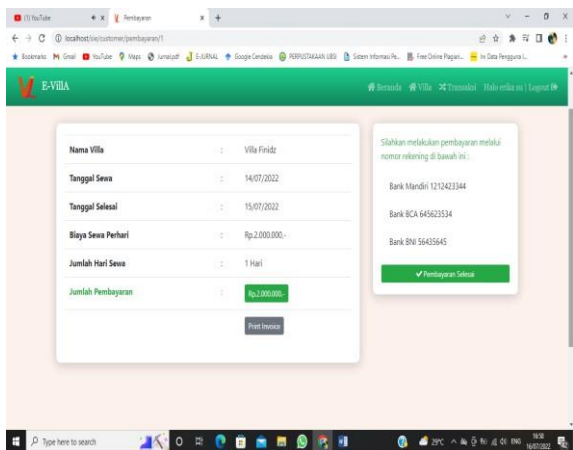 (1) YouTube
Pembayaran
localhost/sie/customer/pembayaran/1
Bookmarks
Gmail
YouTube
Maps
Jurnal.pdf
E-JURNAL
Google Cendekia
PERPUSTAKAAN UBSI
Sistem Informasi Pe...
Free Online Plagiari...
Ini Data Pengguna I...
E-VillA
Beranda
Villa
Transaksi
Halo erika su | Logout
Nama Villa : Villa Finidz
Tanggal Sewa : 14/07/2022
Tanggal Selesai : 15/07/2022
Biaya Sewa Perhari : Rp.2.000.000,-
Jumlah Hari Sewa : 1 Hari
Jumlah Pembayaran : Rp.2.000.000,-
Print Invoice
Silahkan melakukan pembayaran melalui
nomor rekening di bawah ini :
Bank Mandiri 1212423344
Bank BCA 645623534
Bank BNI 56435645
Pembayaran Selesai
Type here to search
29°C
ENG
16:50
16/07/2022